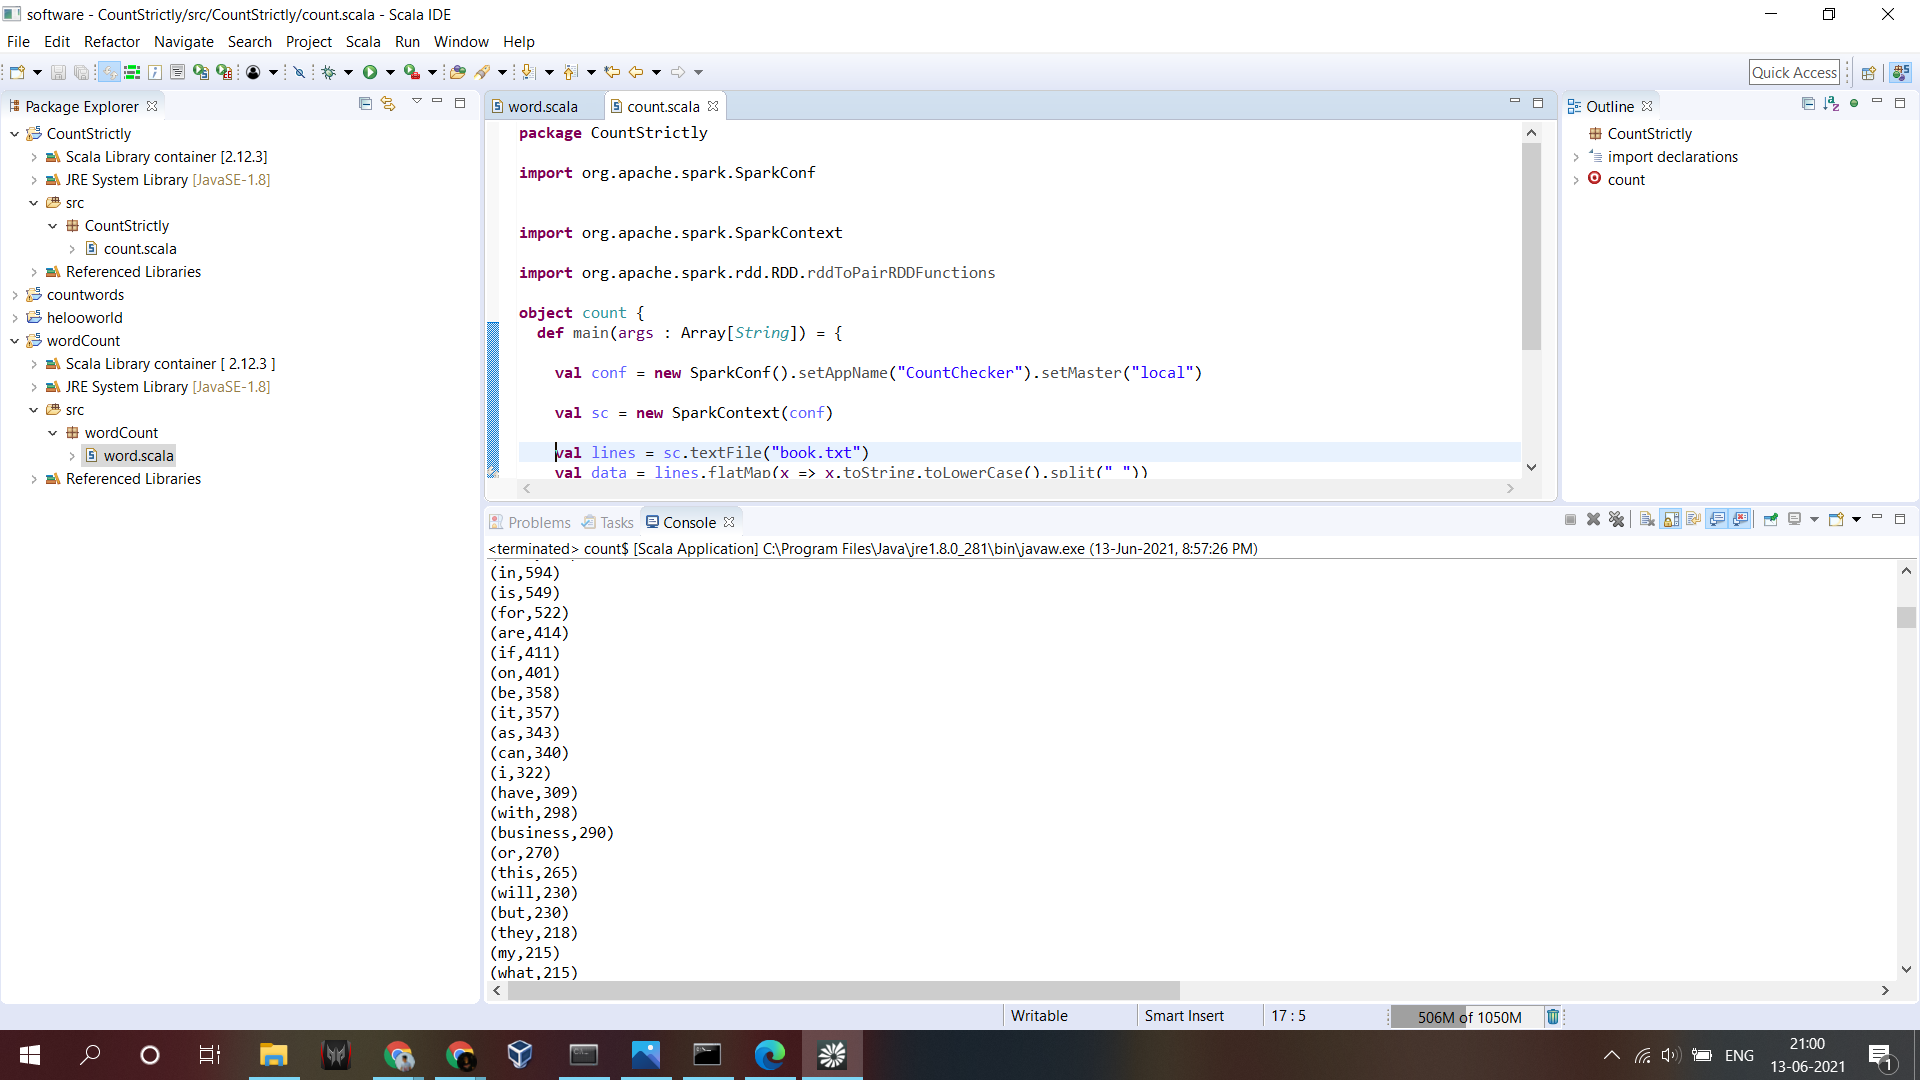 software - CountStrictly/src/CountStrictly/count.scala - Scala IDE
File Edit Refactor Navigate Search Project Scala Run Window Help
Quick Access
Package Explorer
CountStrictly
Scala Library container [2.12.3]
JRE System Library [JavaSE-1.8]
src
CountStrictly
count.scala
Referenced Libraries
countwords
helooworld
wordCount
Scala Library container [ 2.12.3 ]
JRE System Library [JavaSE-1.8]
src
wordCount
word.scala
Referenced Libraries
word.scala count.scala
package CountStrictly
import org.apache.spark.SparkConf
import org.apache.spark.SparkContext
import org.apache.spark.rdd.RDD.rddToPairRDDFunctions
object count {
def main(args : Array[String]) = {
val conf = new SparkConf().setAppName("CountChecker").setMaster("local")
val sc = new SparkContext(conf)
val lines = sc.textFile("book.txt")
val data = lines.flatMap(x => x.toString.toLowerCase().split(" "))
Outline
CountStrictly
import declarations
count
Problems Tasks Console
<terminated> count$ [Scala Application] C:\Program Files\Java\jre1.8.0_281\bin\javaw.exe (13-Jun-2021, 8:57:26 PM)
(in,594)
(is,549)
(for,522)
(are,414)
(if,411)
(on,401)
(be,358)
(it,357)
(as,343)
(can,340)
(i,322)
(have,309)
(with,298)
(business,290)
(or,270)
(this,265)
(will,230)
(but,230)
(they,218)
(my,215)
(what,215)
Writable Smart Insert 17 : 5 506M of 1050M
ENG
21:00
13-06-2021
1